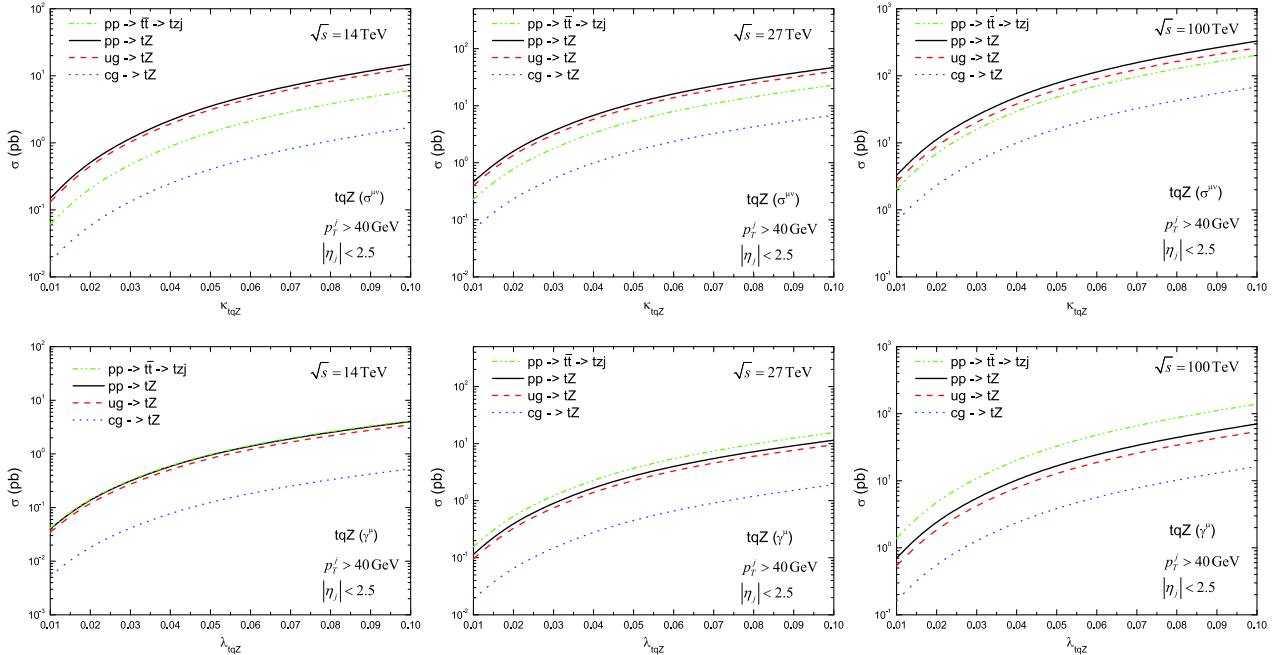 pp -> tt̄ -> tzj
pp -> tZ
ug -> tZ
cg -> tZ
√s = 14 TeV
tqZ (σ^μν)
p_T^j > 40 GeV
|η_j| < 2.5
σ (pb)
10^2
10^1
10^0
10^-1
10^-2
0.01 0.02 0.03 0.04 0.05 0.06 0.07 0.08 0.09 0.10
κ_tqZ
pp -> tt̄ -> tzj
pp -> tZ
ug -> tZ
cg -> tZ
√s = 27 TeV
tqZ (σ^μν)
p_T^j > 40 GeV
|η_j| < 2.5
σ (pb)
10^2
10^1
10^0
10^-1
10^-2
0.01 0.02 0.03 0.04 0.05 0.06 0.07 0.08 0.09 0.10
κ_tqZ
pp -> tt̄ -> tzj
pp -> tZ
ug -> tZ
cg -> tZ
√s = 100 TeV
tqZ (σ^μν)
p_T^j > 40 GeV
|η_j| < 2.5
σ (pb)
10^3
10^2
10^1
10^0
10^-1
0.01 0.02 0.03 0.04 0.05 0.06 0.07 0.08 0.09 0.10
κ_tqZ
pp -> tt̄ -> tzj
pp -> tZ
ug -> tZ
cg -> tZ
√s = 14 TeV
tqZ (γ^μ)
p_T^j > 40 GeV
|η_j| < 2.5
σ (pb)
10^2
10^1
10^0
10^-1
10^-2
10^-3
0.01 0.02 0.03 0.04 0.05 0.06 0.07 0.08 0.09 0.10
λ_tqZ
pp -> tt̄ -> tzj
pp -> tZ
ug -> tZ
cg -> tZ
√s = 27 TeV
tqZ (γ^μ)
p_T^j > 40 GeV
|η_j| < 2.5
σ (pb)
10^2
10^1
10^0
10^-1
10^-2
0.01 0.02 0.03 0.04 0.05 0.06 0.07 0.08 0.09 0.10
λ_tqZ
pp -> tt̄ -> tzj
pp -> tZ
ug -> tZ
cg -> tZ
√s = 100 TeV
tqZ (γ^μ)
p_T^j > 40 GeV
|η_j| < 2.5
σ (pb)
10^3
10^2
10^1
10^0
10^-1
0.01 0.02 0.03 0.04 0.05 0.06 0.07 0.08 0.09 0.10
λ_tqZ